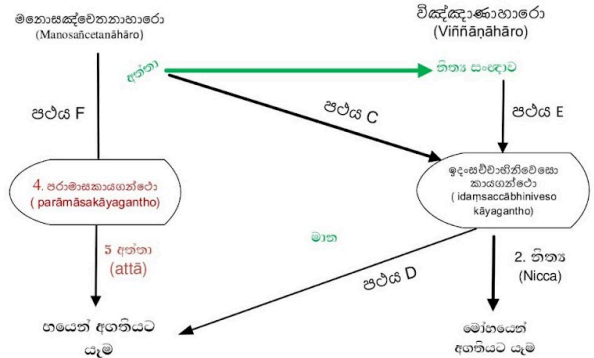 මනොසඤ්චේතනාහාරො
(Manosañcetanāhāro)
විඤ්ඤාණාහාරො
(Viññāṇāhāro)
අත්තා
නිත්‍ය සංඥාව
පථය F
පථය C
පථය E
4. පරාමාසකායගන්ථො
( parāmāsakāyagantho)
ඉදංසච්චාභිනිවෙසො
කායගන්ථො
( idaṃsaccābhiniveso
kāyagantho)
5 අත්තා
(attā)
මාන
පථය D
2. නිත්‍ය
(Nicca)
භයෙන් අගතියට
යෑම
මෝහයෙන්
අගතියට යෑම